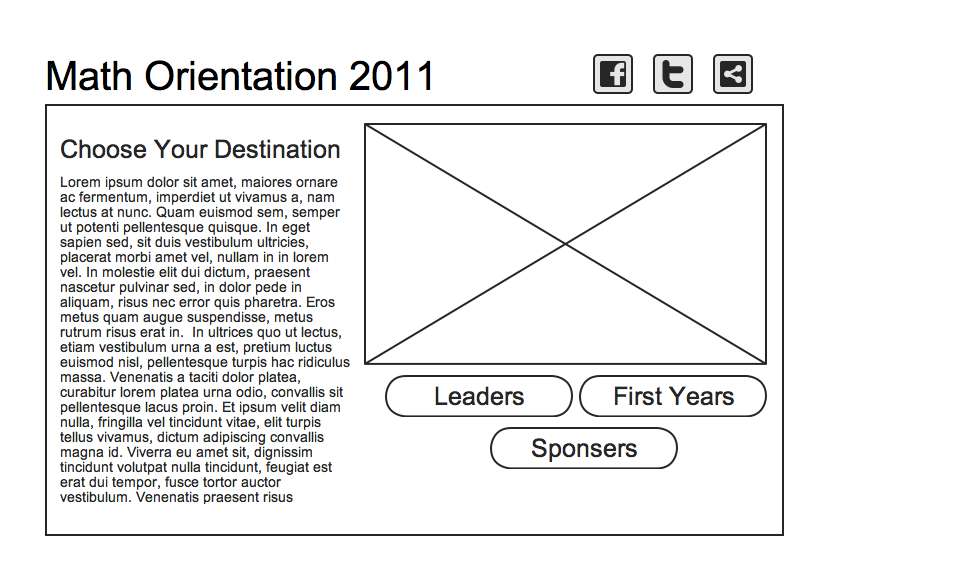 Math Orientation 2011
Choose Your Destination
Lorem ipsum dolor sit amet, maiores ornare
ac fermentum, imperdiet ut vivamus a, nam
lectus at nunc. Quam euismod sem, semper
ut potenti pellentesque quisque. In eget
sapien sed, sit duis vestibulum ultricies,
placerat morbi amet vel, nullam in in lorem
vel. In molestie elit dui dictum, praesent
nascetur pulvinar sed, in dolor pede in
aliquam, risus nec error quis pharetra. Eros
metus quam augue suspendisse, metus
rutrum risus erat in.  In ultrices quo ut lectus,
etiam vestibulum urna a est, pretium luctus
euismod nisl, pellentesque turpis hac ridiculus
massa. Venenatis a taciti dolor platea,
curabitur lorem platea urna odio, convallis sit
pellentesque lacus proin. Et ipsum velit diam
nulla, fringilla vel tincidunt vitae, elit turpis
tellus vivamus, dictum adipiscing convallis
magna id. Viverra eu amet sit, dignissim
tincidunt volutpat nulla tincidunt, feugiat est
erat dui tempor, fusce tortor auctor
vestibulum. Venenatis praesent risus
Leaders
First Years
Sponsers